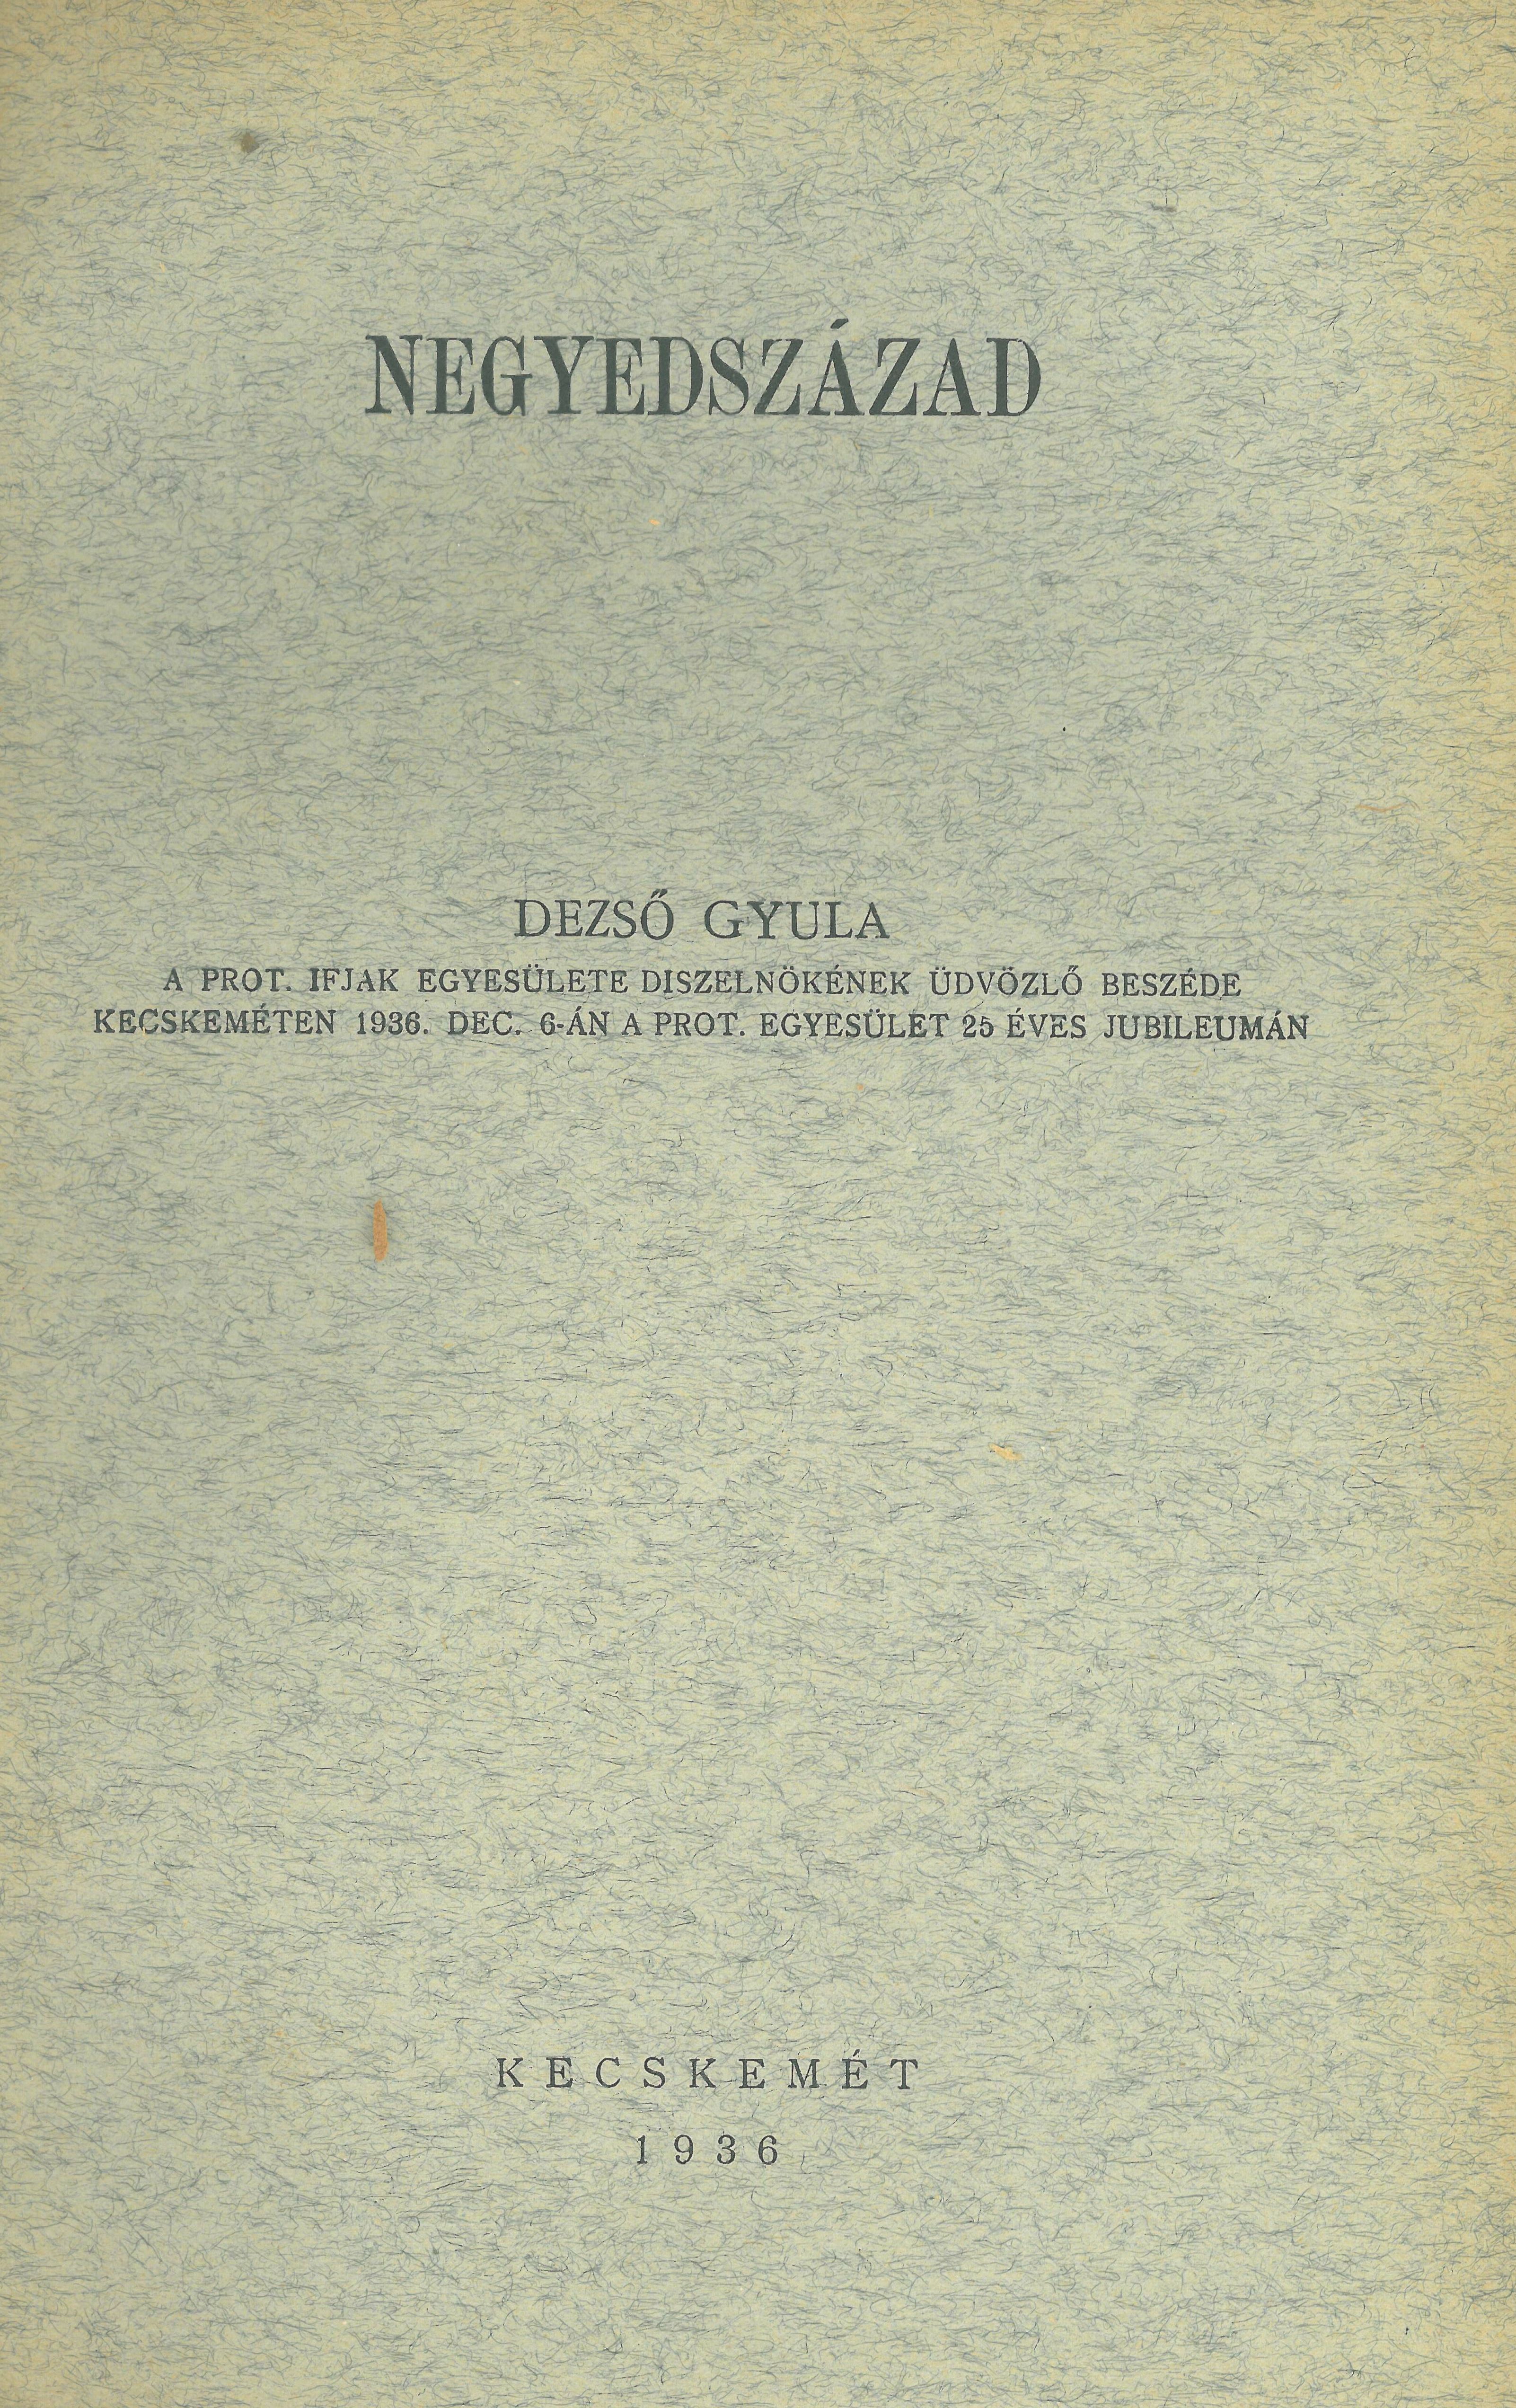 NEGYEDSZÁZAD
DEZSŐ GYULA
A PROT. IFJAK EGYESÜLETE DISZELNÖKÉNEK ÜDVÖZLŐ BESZÉDE
KECSKEMÉTEN 1936. DEC. 6-ÁN A PROT. EGYESÜLET 25 ÉVES JUBILEUMÁN
KECSKEMÉT
1936